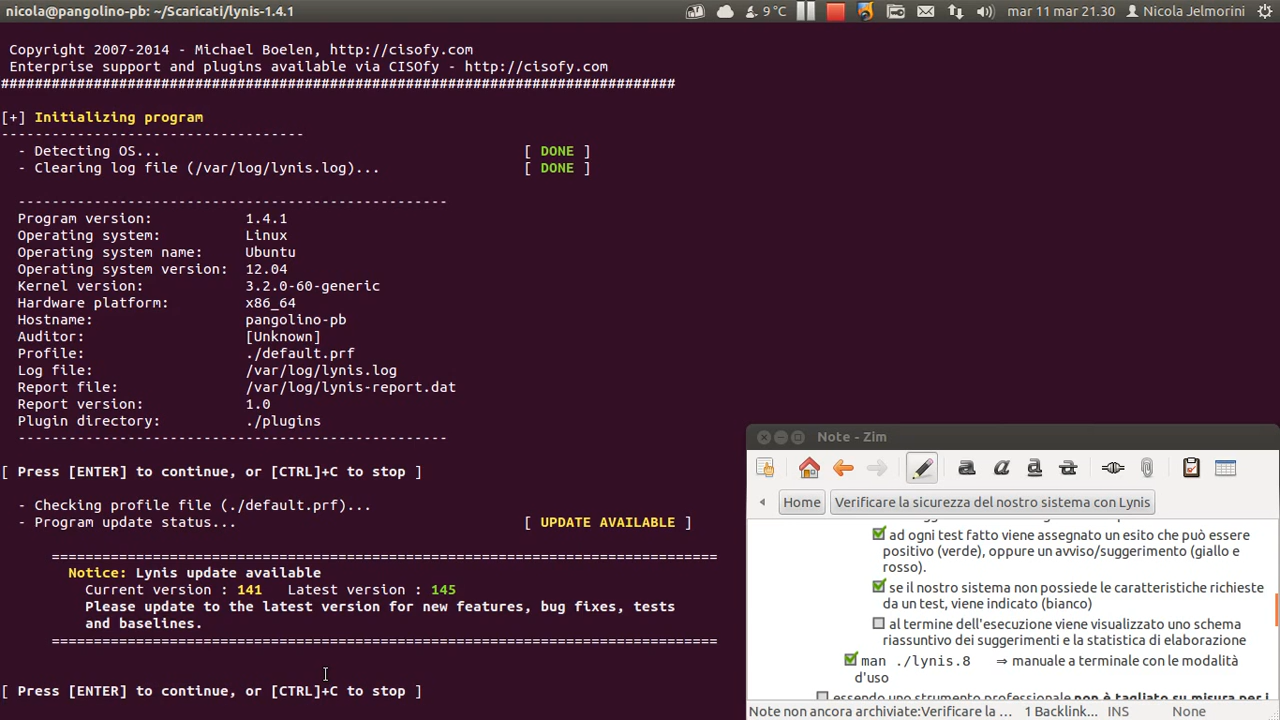 nicola@pangolino-pb: ~/Scaricati/lynis-1.4.1
9 °C
mar 11 mar 21.30
Nicola Jelmorini
Copyright 2007-2014 - Michael Boelen, http://cisofy.com
Enterprise support and plugins available via CISOfy - http://cisofy.com
################################################################################
[+] Initializing program
------------------------------------
- Detecting OS... [ DONE ]
- Clearing log file (/var/log/lynis.log)... [ DONE ]
---------------------------------------------------
Program version: 1.4.1
Operating system: Linux
Operating system name: Ubuntu
Operating system version: 12.04
Kernel version: 3.2.0-60-generic
Hardware platform: x86_64
Hostname: pangolino-pb
Auditor: [Unknown]
Profile: ./default.prf
Log file: /var/log/lynis.log
Report file: /var/log/lynis-report.dat
Report version: 1.0
Plugin directory: ./plugins
---------------------------------------------------
[ Press [ENTER] to continue, or [CTRL]+C to stop ]
- Checking profile file (./default.prf)...
- Program update status... [ UPDATE AVAILABLE ]
===============================================================================
Notice: Lynis update available
Current version : 141 Latest version : 145
Please update to the latest version for new features, bug fixes, tests
and baselines.
===============================================================================
[ Press [ENTER] to continue, or [CTRL]+C to stop ]
Note - Zim
Home
Verificare la sicurezza del nostro sistema con Lynis
ad ogni test fatto viene assegnato un esito che può essere
positivo (verde), oppure un avviso/suggerimento (giallo e
rosso).
se il nostro sistema non possiede le caratteristiche richieste
da un test, viene indicato (bianco)
al termine dell'esecuzione viene visualizzato uno schema
riassuntivo dei suggerimenti e la statistica di elaborazione
man ./lynis.8 ⇒ manuale a terminale con le modalità
d'uso
essendo uno strumento professionale non è tagliato su misura per i
Note non ancora archiviate:Verificare la ... 1 Backlink... INS None